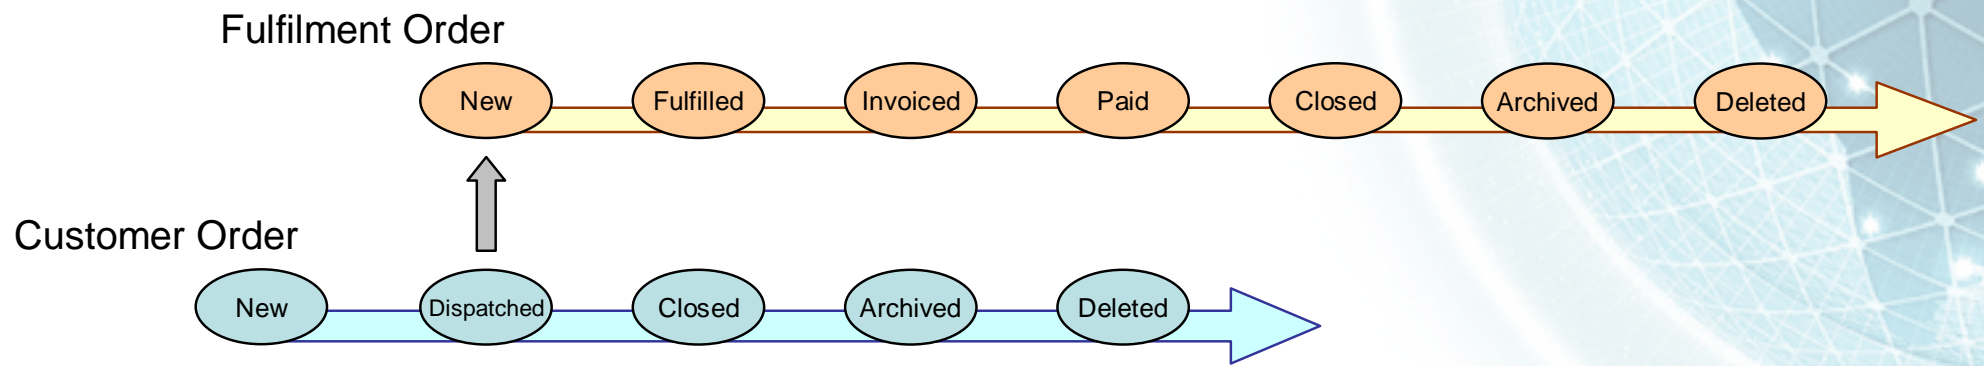 Fulfilment Order
New
Fulfilled
Invoiced
Paid
Closed
Archived
Deleted
Customer Order
New
Dispatched
Closed
Archived
Deleted